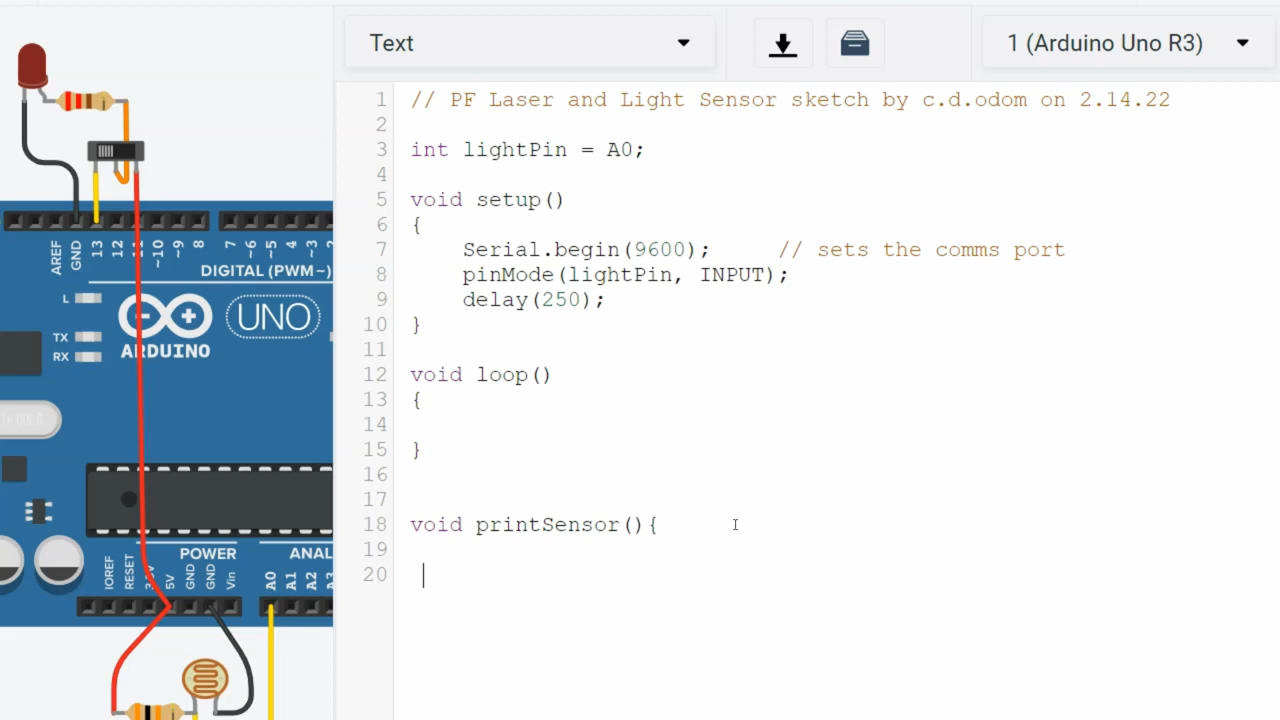 Text
1 (Arduino Uno R3)
1 // PF Laser and Light Sensor sketch by c.d.odom on 2.14.22
2
3 int lightPin = A0;
4
5 void setup()
6 {
7 Serial.begin(9600); // sets the comms port
8 pinMode(lightPin, INPUT);
9 delay(250);
10 }
11
12 void loop()
13 {
14
15 }
16
17
18 void printSensor(){
19
20
AREF GND 13 12 11 ~10 ~9 8 7 ~6 ~5 4 ~3 2
DIGITAL (PWM~)
L
TX
RX
UNO
ARDUINO
POWER ANAL
IOREF RESET 5V GND GND Vin A0 A1 A2